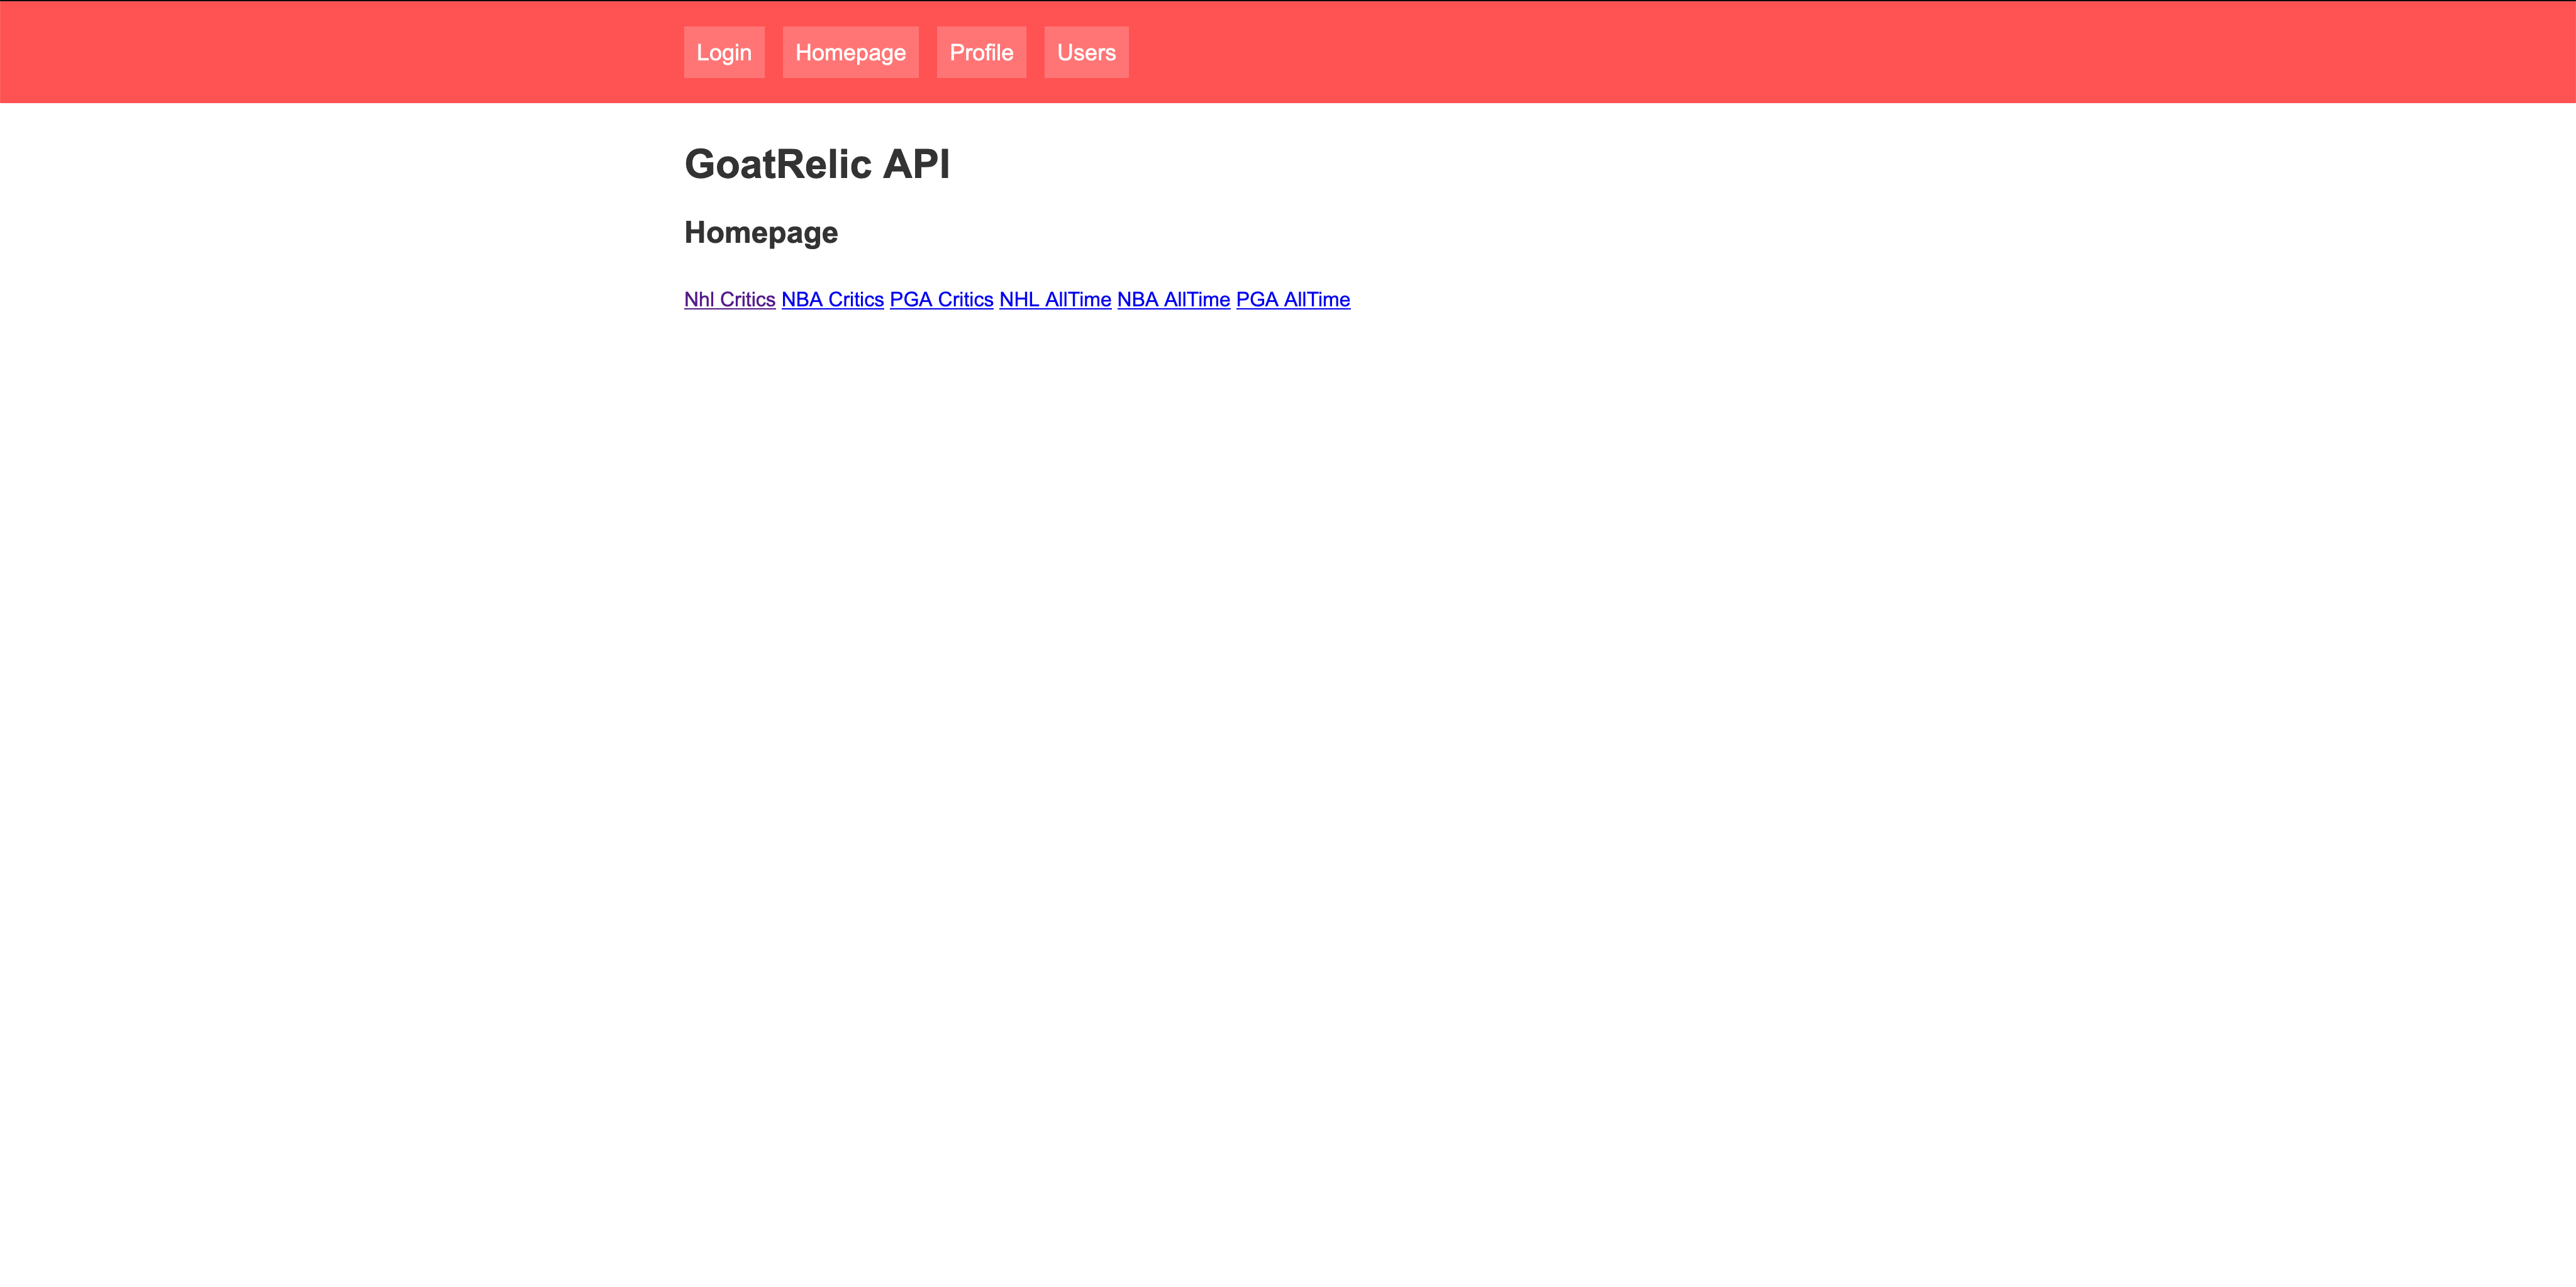 Login Homepage Profile Users
GoatRelic API
Homepage
Nhl Critics NBA Critics PGA Critics NHL AllTime NBA AllTime PGA AllTime